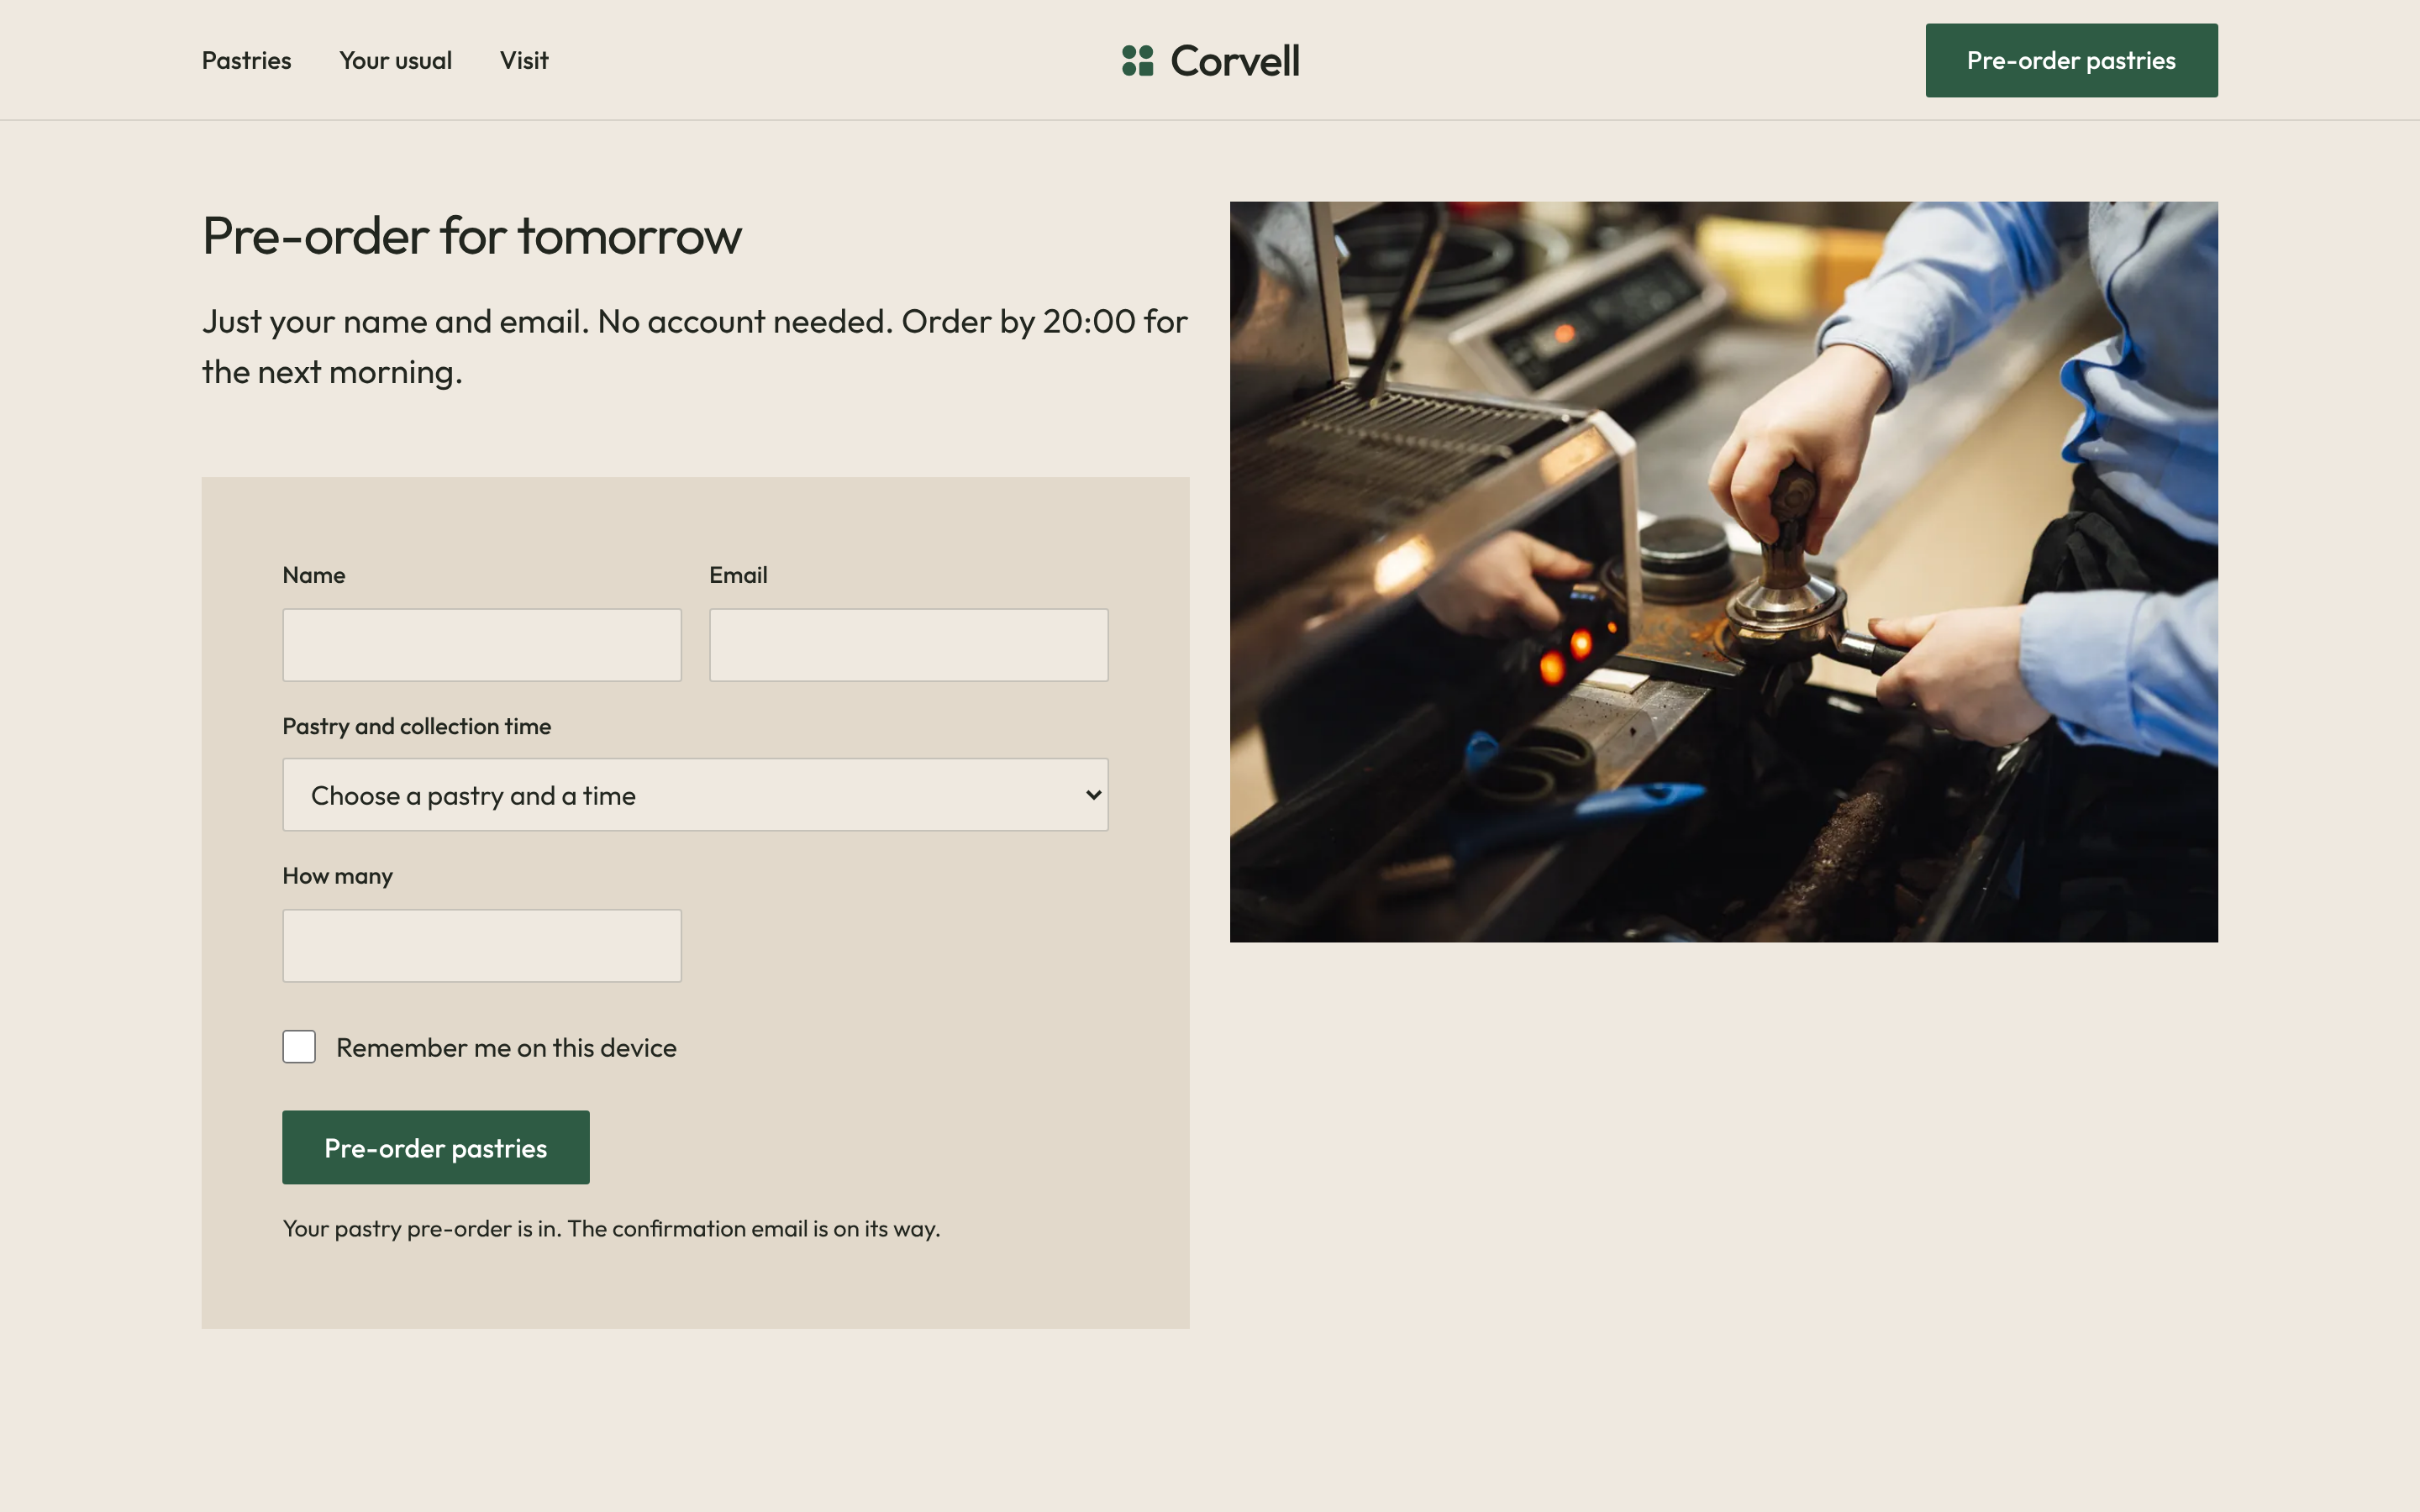 Pastries
Your usual
Visit
Corvell
Pre-order pastries
Pre-order for tomorrow
Just your name and email. No account needed. Order by 20:00 for
the next morning.
Name
Email
Pastry and collection time
Choose a pastry and a time
How many
Remember me on this device
Pre-order pastries
Your pastry pre-order is in. The confirmation email is on its way.